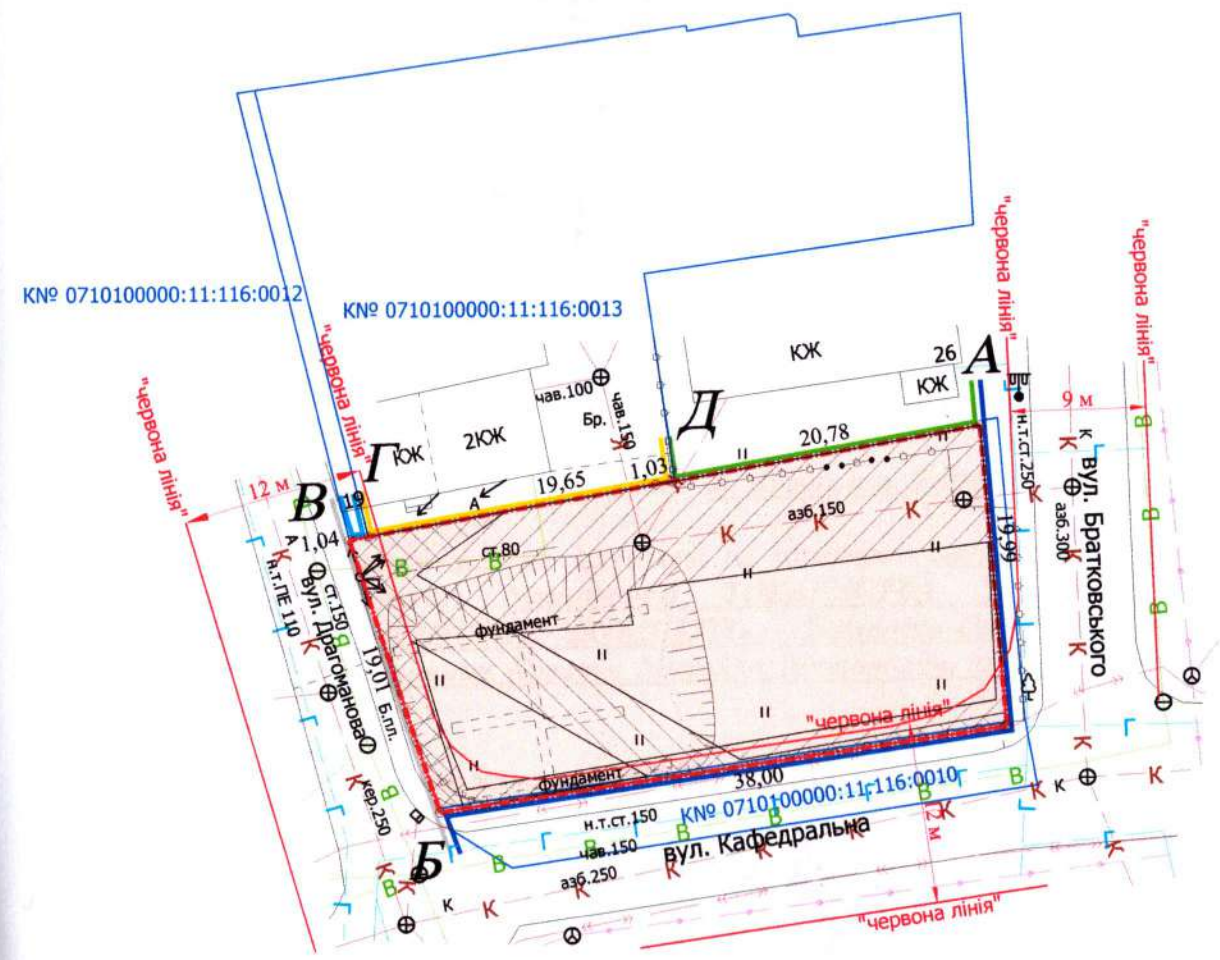 К№ 0710100000:11:116:0012
К№ 0710100000:11:116:0013
"червона лінія"
"червона лінія"
"червона лінія"
"червона лінія"
12 м
9 м
А
КЖ
26
КЖ
Д
20,78
чав.100
чав.150
Бр.
К
2КЖ
КЖ
Г
19
В
1,04
19,65
1,03
А
А
н.т.ст.250
К
В
Г
К
азб.150
К
К
К
К
19,99
азб.300
вул. Братковського
ст.80
В
В
н.т.ПЕ 110
ст.150
вул. Драгоманова
19,01
Б.пл.
кер.250
фундамент
фундамент
"червона лінія"
38,00
К№ 0710100000:11:116:0010
12 м
н.т.ст.150
чав.150
вул. Кафедральна
азб.250
Б
К
К
К
"червона лінія"